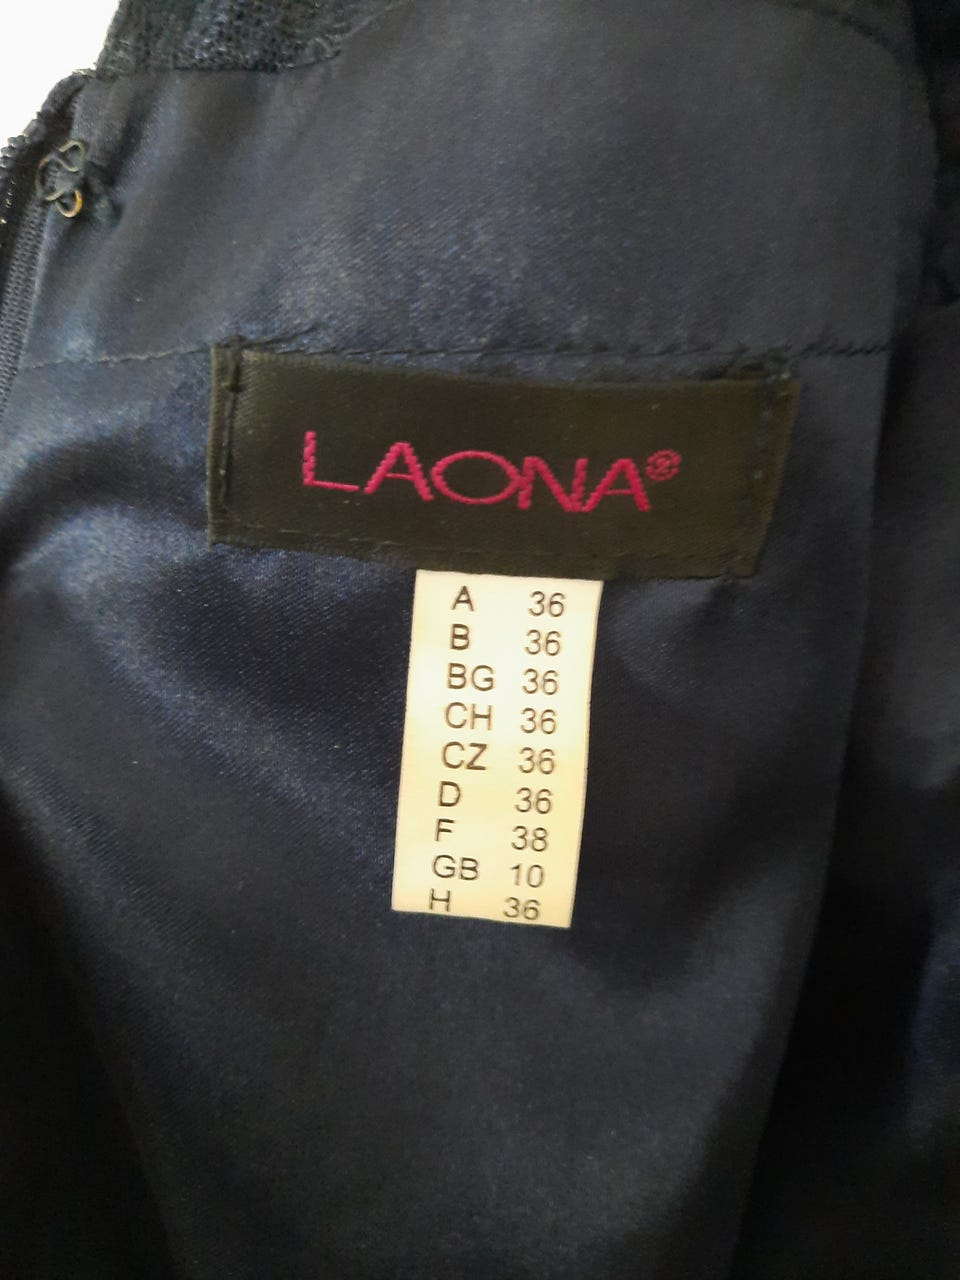 LAONA®
A 36
B 36
BG 36
CH 36
CZ 36
D 36
F 38
GB 10
H 36